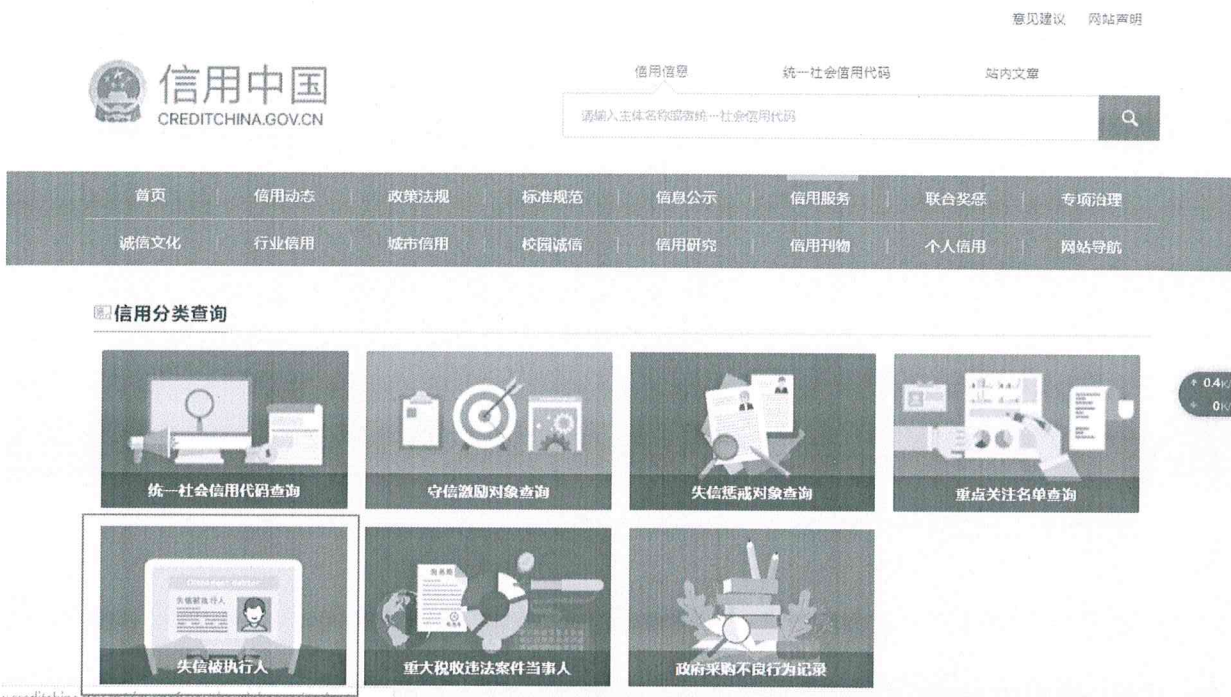 意见建议 网站声明
信用中国
CREDITCHINA.GOV.CN
信用信息 统一社会信用代码 站内文章
请输入主体名称或者统一社会信用代码
首页 信用动态 政策法规 标准规范 信息公示 信用服务 联合奖惩 专项治理
诚信文化 行业信用 城市信用 校园诚信 信用研究 信用刊物 个人信用 网站导航
信用分类查询
统一社会信用代码查询 守信激励对象查询 失信惩戒对象查询 重点关注名单查询
0.4K/
0K/
失信被执行人
失信被执行人 重大税收违法案件当事人 政府采购不良行为记录